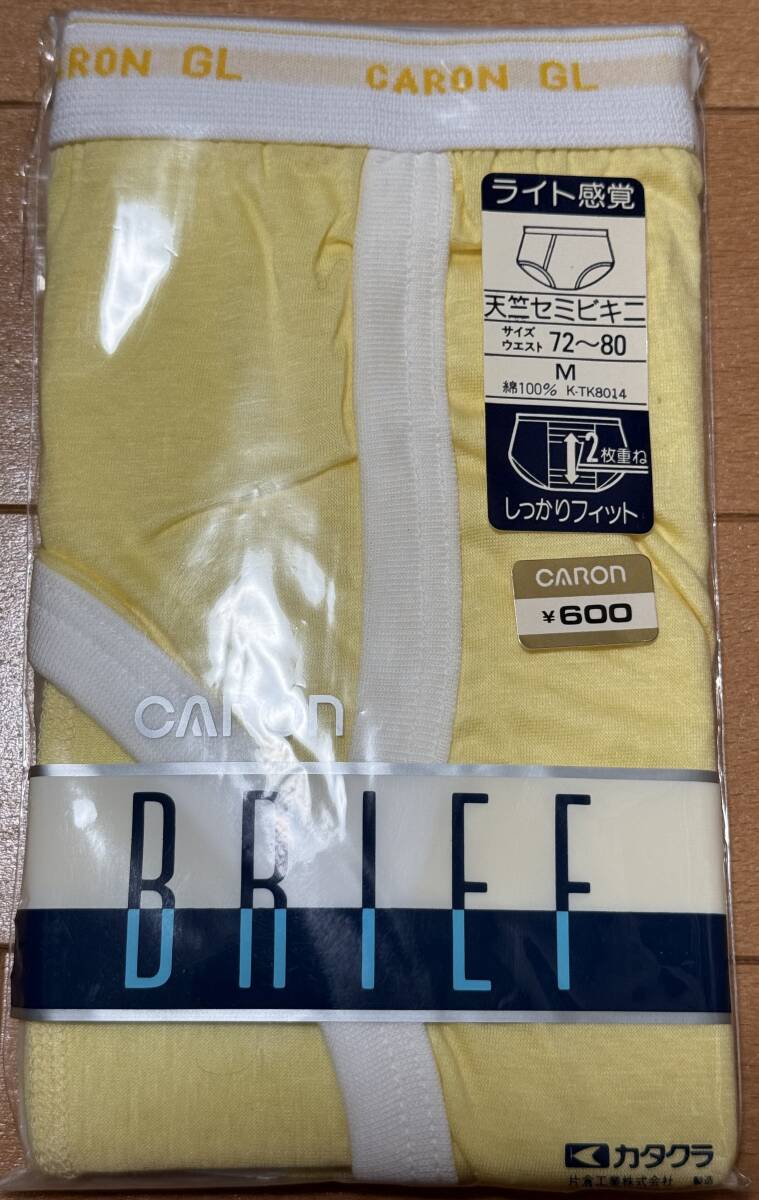 RON GL CARON GL
ライト感覚
天竺セミビキニ
サイズ
ウエスト 72〜80
M
綿100% K-TK8014
2枚重ね
しっかりフィット
CARON
¥600
CARON
BRIEF
カタクラ
片倉工業株式会社 製造